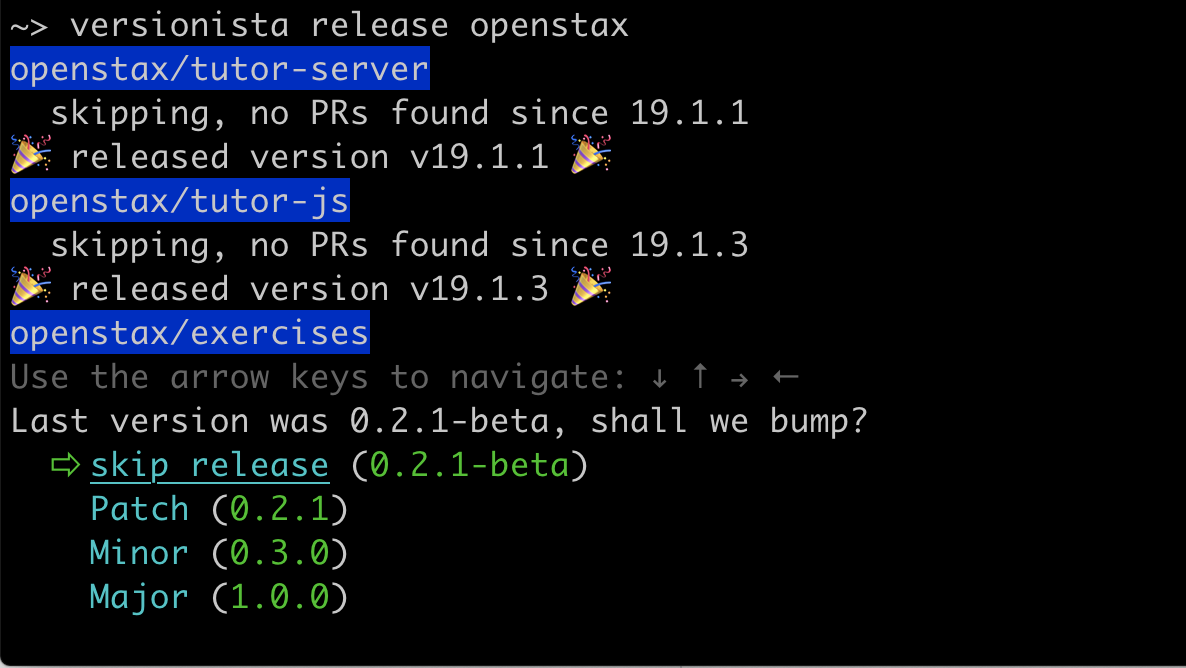 ~> versionista release openstax
openstax/tutor-server
skipping, no PRs found since 19.1.1
🎉 released version v19.1.1 🎉
openstax/tutor-js
skipping, no PRs found since 19.1.3
🎉 released version v19.1.3 🎉
openstax/exercises
Use the arrow keys to navigate: ↓ ↑ → ←
Last version was 0.2.1-beta, shall we bump?
⇨ skip release (0.2.1-beta)
Patch (0.2.1)
Minor (0.3.0)
Major (1.0.0)